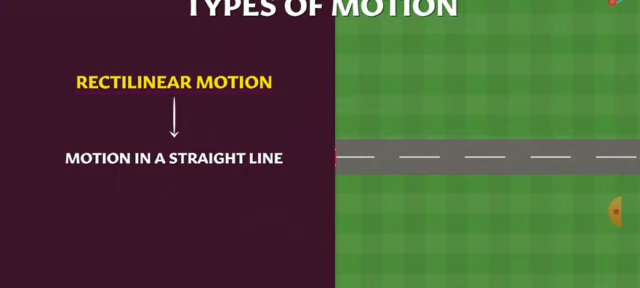 TYPES OF MOTION
RECTILINEAR MOTION
MOTION IN A STRAIGHT LINE